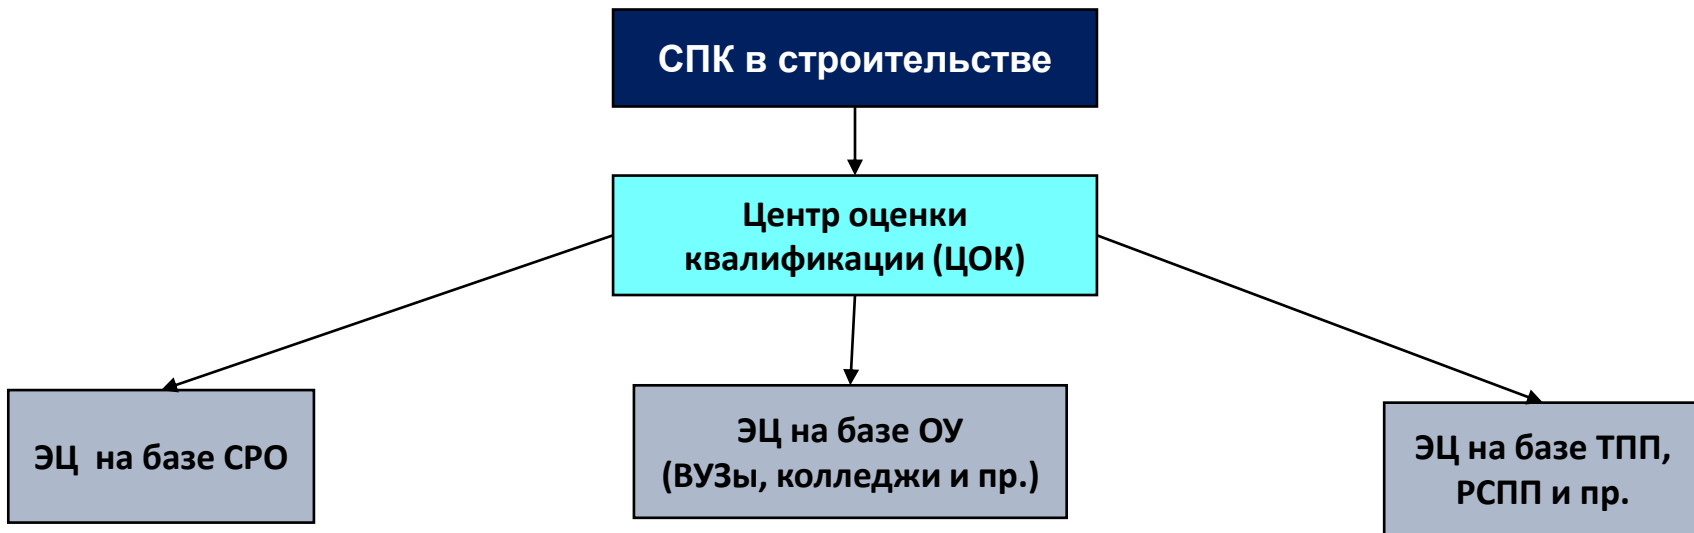 СПК в строительстве
Центр оценки
квалификации (ЦОК)
ЭЦ на базе СРО
ЭЦ на базе ОУ
(ВУЗы, колледжи и пр.)
ЭЦ на базе ТПП,
РСПП и пр.